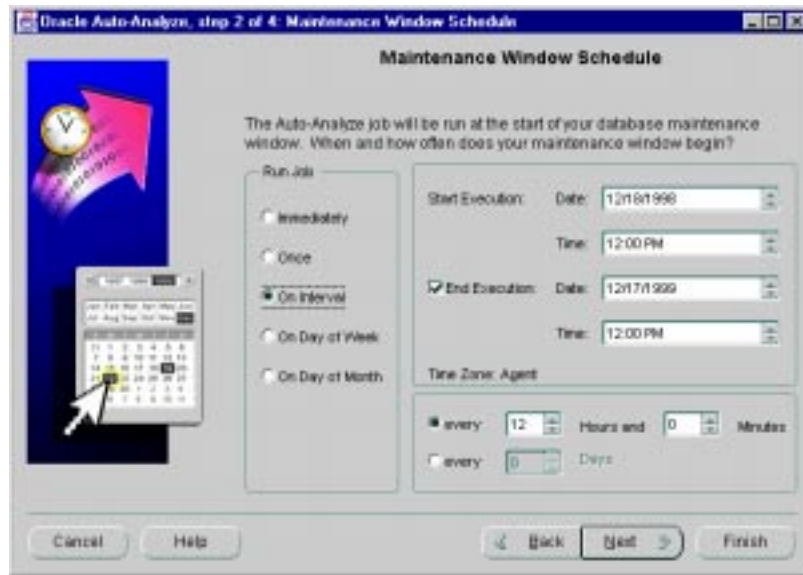 Oracle Auto-Analyze, step 2 of 4: Maintenance Window Schedule
Maintenance Window Schedule
The Auto-Analyze job will be run at the start of your database maintenance
window. When and how often does your maintenance window begin?
Run Job
Immediately
Once
On Interval
On Day of Week
On Day of Month
Start Execution: Date: 12/18/1998
Time: 12:00 PM
End Execution: Date: 12/17/1999
Time: 12:00 PM
Time Zone: Agent
every 12 Hours and 0 Minutes
every 0 Days
Cancel Help Back Next Finish